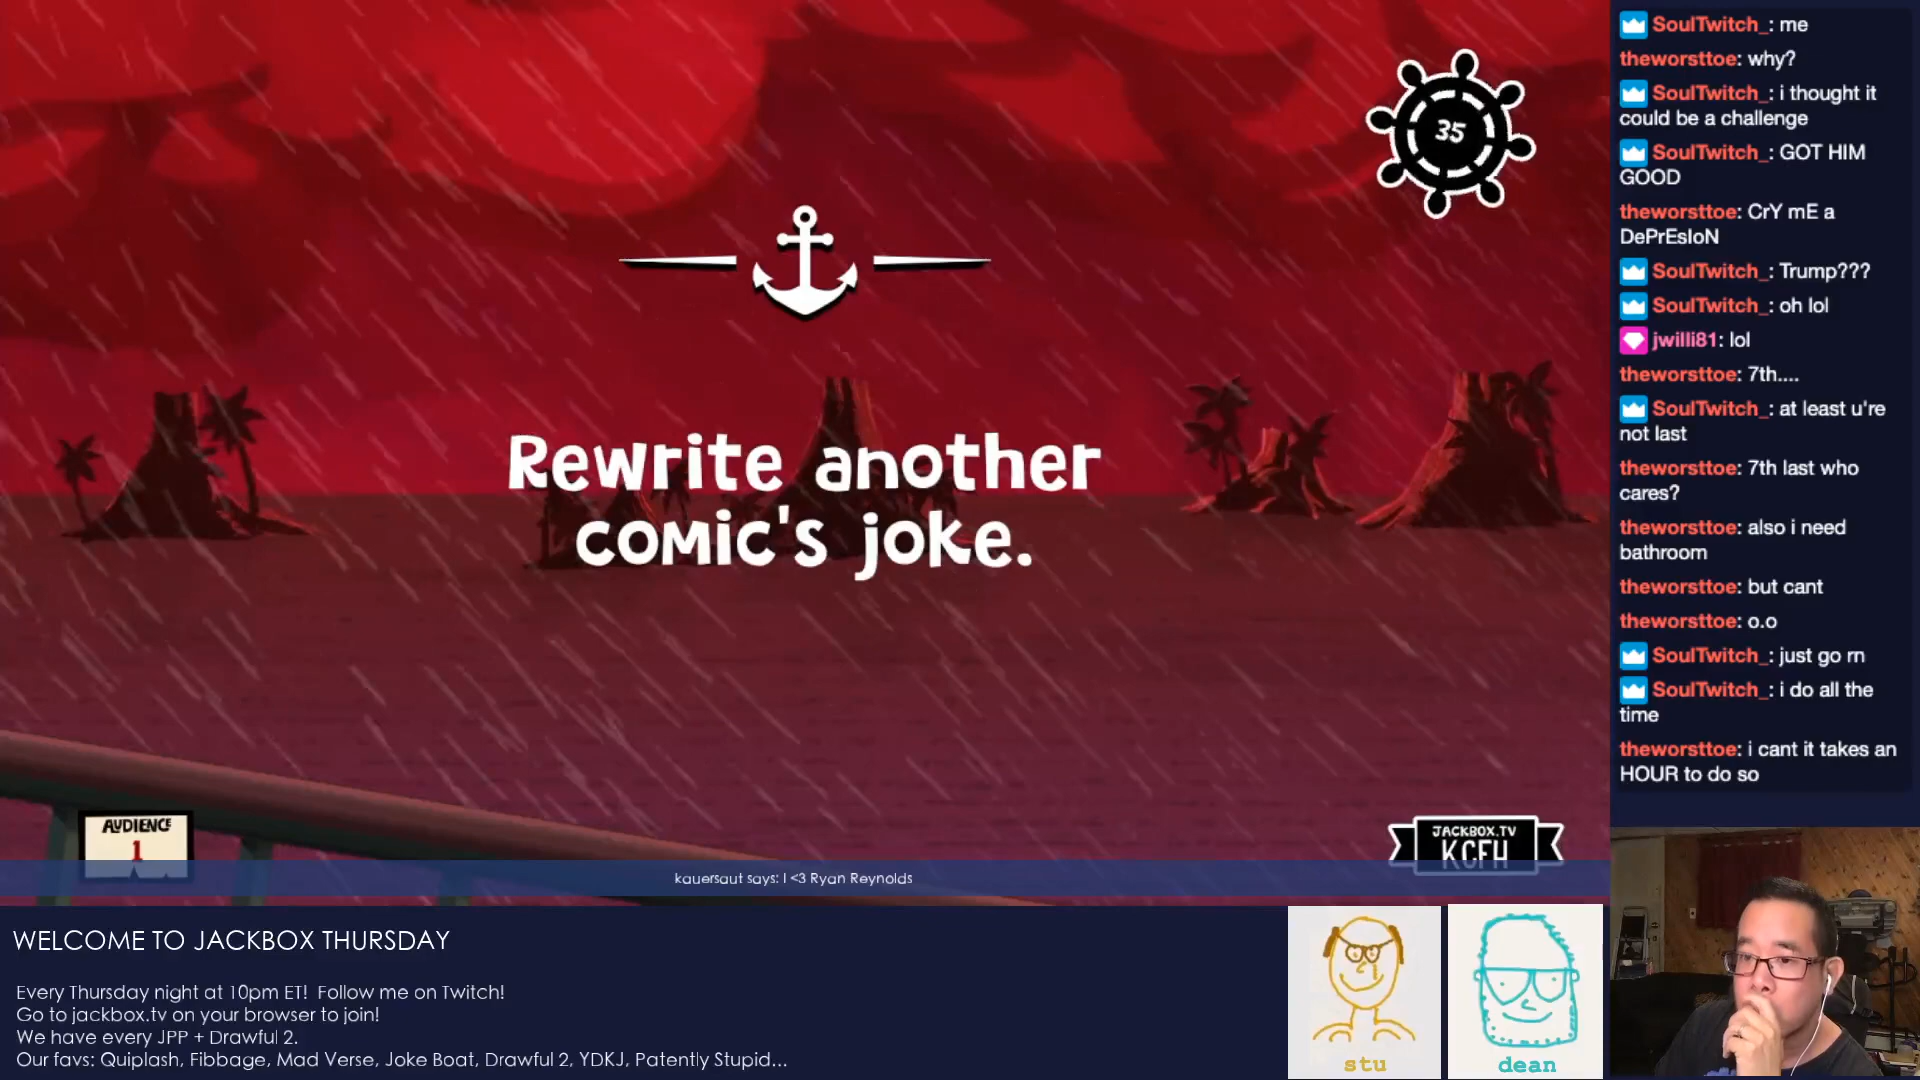 35
Rewrite another
comic's joke.
AUDIENCE
1
JACKBOX.TV
KCFH
kauersaut says: I <3 Ryan Reynolds
WELCOME TO JACKBOX THURSDAY
Every Thursday night at 10pm ET!  Follow me on Twitch!
Go to jackbox.tv on your browser to join!
We have every JPP + Drawful 2.
Our favs: Quiplash, Fibbage, Mad Verse, Joke Boat, Drawful 2, YDKJ, Patently Stupid...
stu
dean
SoulTwitch_: me
theworsttoe: why?
SoulTwitch_: i thought it
could be a challenge
SoulTwitch_: GOT HIM
GOOD
theworsttoe: CrY mE a
DePrEsIoN
SoulTwitch_: Trump???
SoulTwitch_: oh lol
jwilli81: lol
theworsttoe: 7th....
SoulTwitch_: at least u're
not last
theworsttoe: 7th last who
cares?
theworsttoe: also i need
bathroom
theworsttoe: but cant
theworsttoe: o.o
SoulTwitch_: just go rn
SoulTwitch_: i do all the
time
theworsttoe: i cant it takes an
HOUR to do so